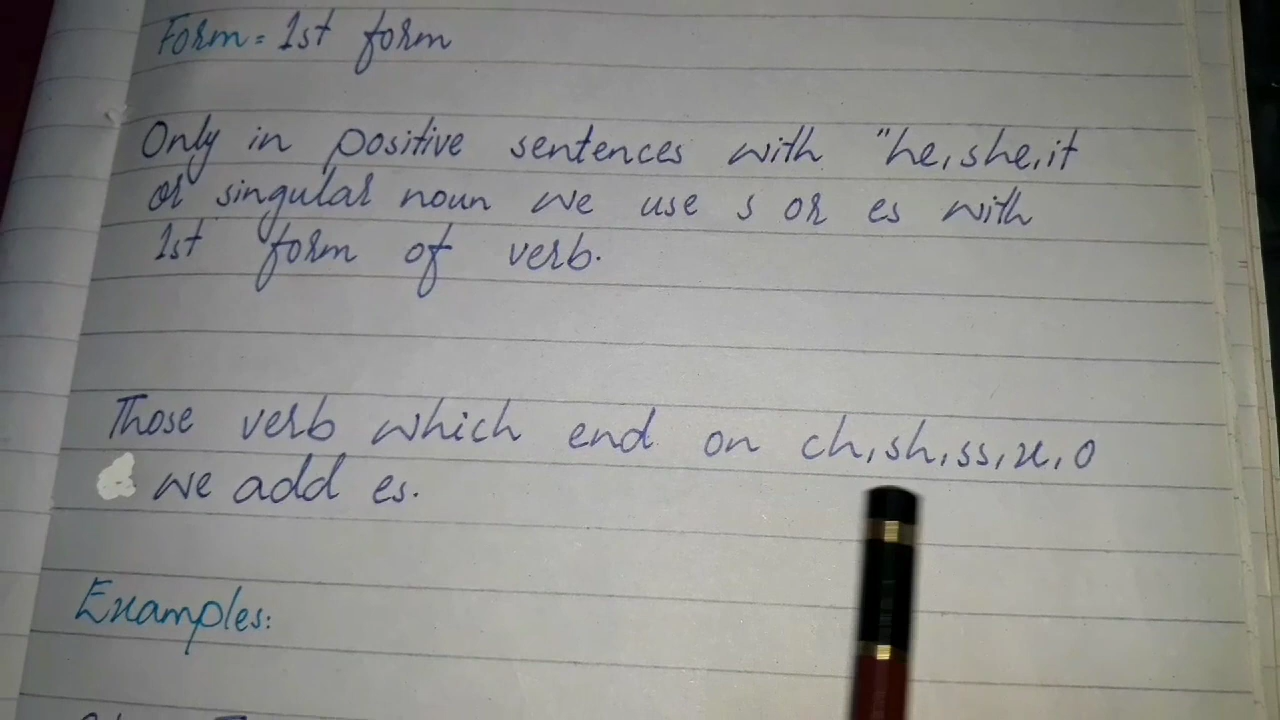 Form = 1st form
Only in positive sentences with "he, she, it
or singular noun we use s or es with
1st form of verb.
Those verb which end on ch, sh, ss, x, o
we add es.
Examples: